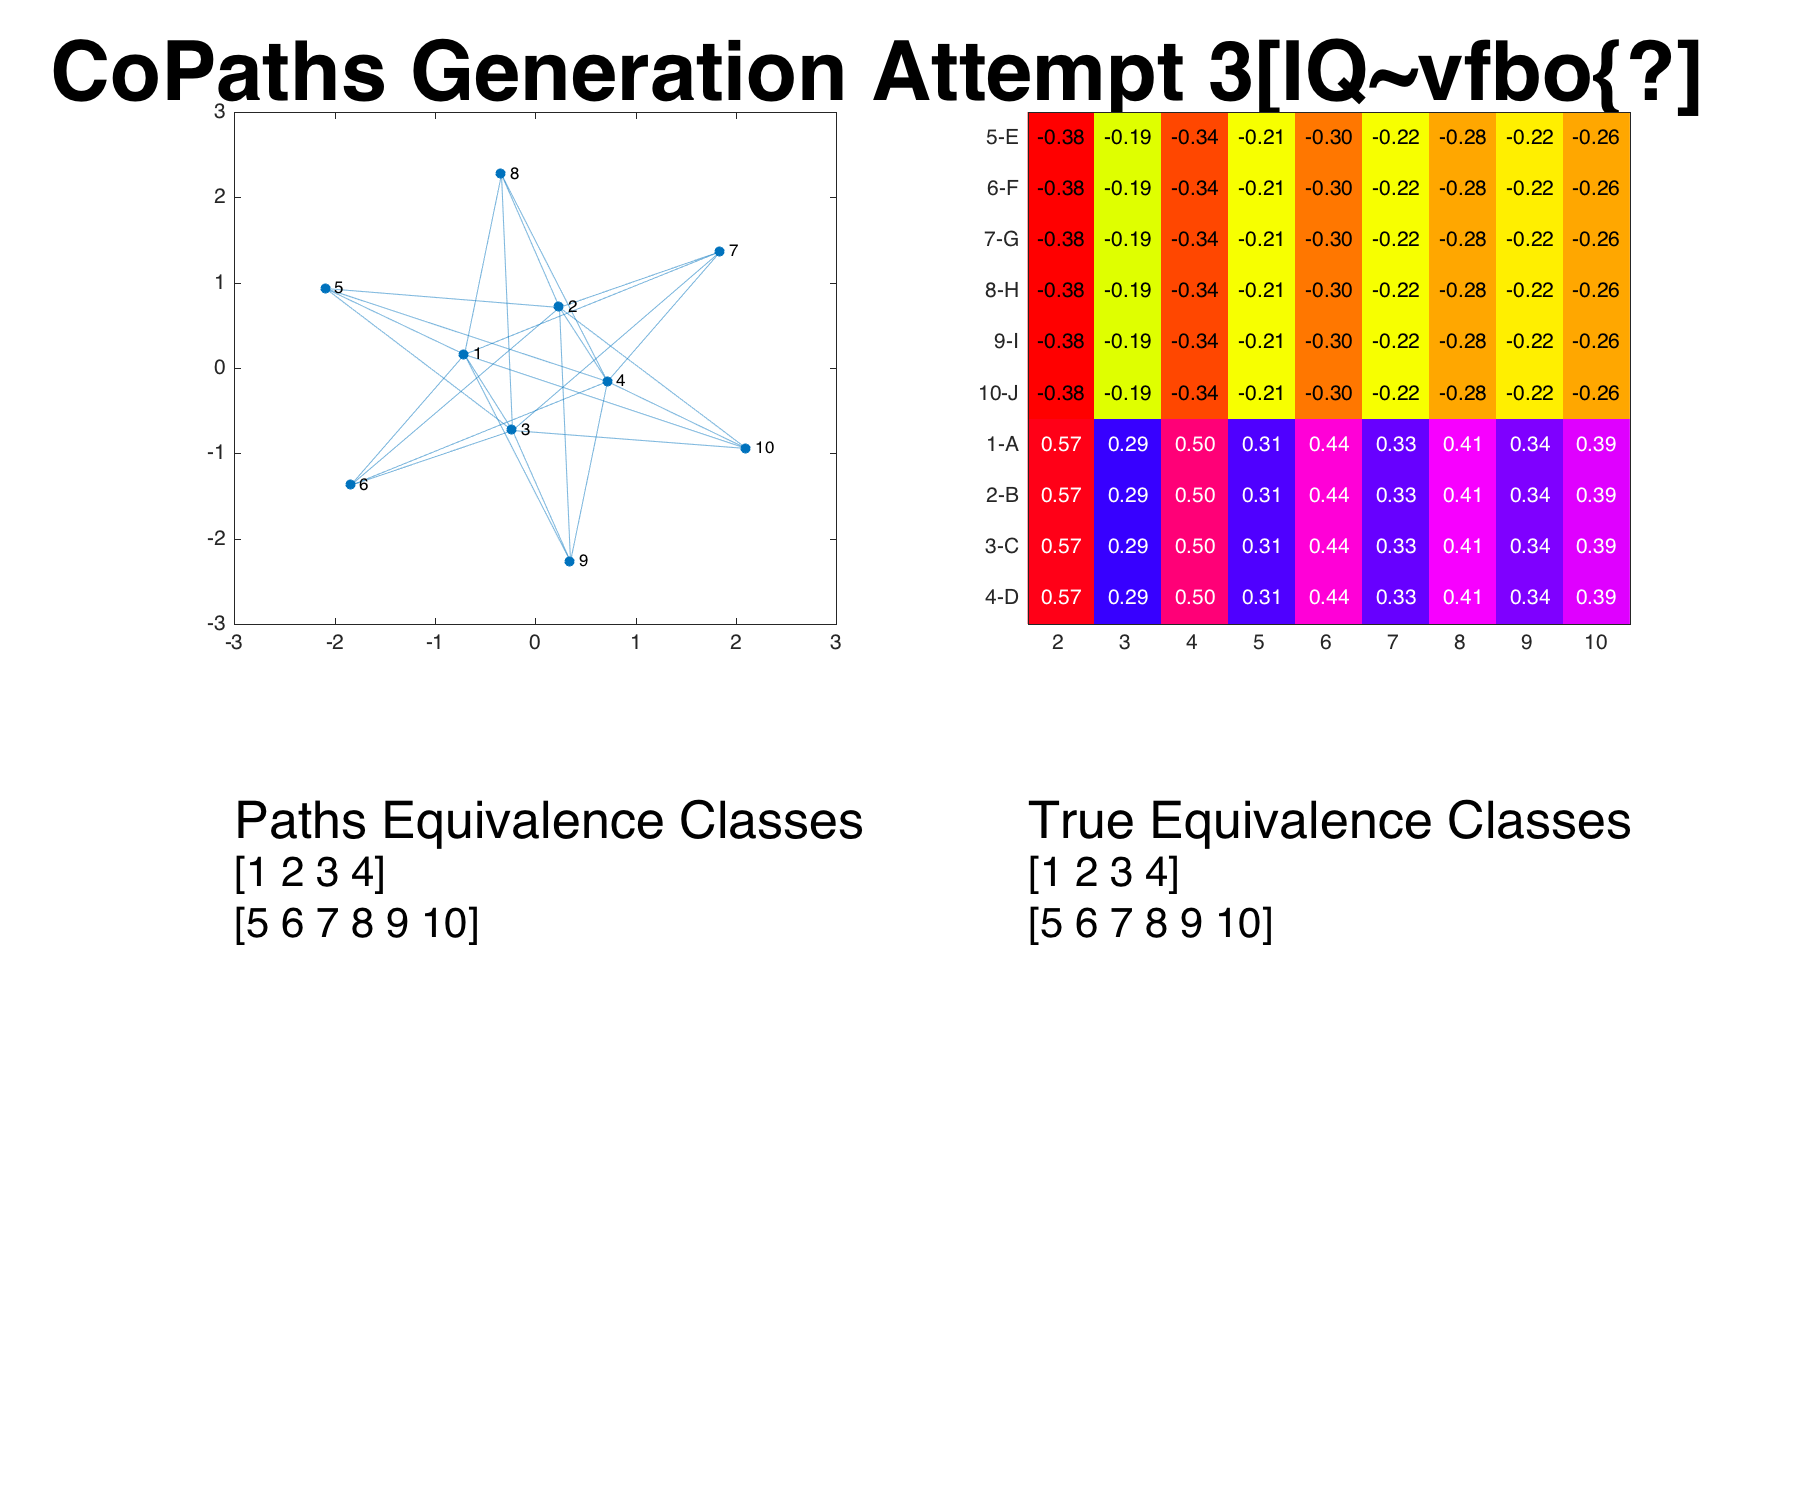 CoPaths Generation Attempt 3[IQ~vfbo{?]
3
2
1
0
-1
-2
-3
-3 -2 -1 0 1 2 3
8
7
5
2
1
4
3
10
6
9
5-E -0.38 -0.19 -0.34 -0.21 -0.30 -0.22 -0.28 -0.22 -0.26
6-F -0.38 -0.19 -0.34 -0.21 -0.30 -0.22 -0.28 -0.22 -0.26
7-G -0.38 -0.19 -0.34 -0.21 -0.30 -0.22 -0.28 -0.22 -0.26
8-H -0.38 -0.19 -0.34 -0.21 -0.30 -0.22 -0.28 -0.22 -0.26
9-I -0.38 -0.19 -0.34 -0.21 -0.30 -0.22 -0.28 -0.22 -0.26
10-J -0.38 -0.19 -0.34 -0.21 -0.30 -0.22 -0.28 -0.22 -0.26
1-A 0.57 0.29 0.50 0.31 0.44 0.33 0.41 0.34 0.39
2-B 0.57 0.29 0.50 0.31 0.44 0.33 0.41 0.34 0.39
3-C 0.57 0.29 0.50 0.31 0.44 0.33 0.41 0.34 0.39
4-D 0.57 0.29 0.50 0.31 0.44 0.33 0.41 0.34 0.39
2 3 4 5 6 7 8 9 10
Paths Equivalence Classes
[1 2 3 4]
[5 6 7 8 9 10]
True Equivalence Classes
[1 2 3 4]
[5 6 7 8 9 10]